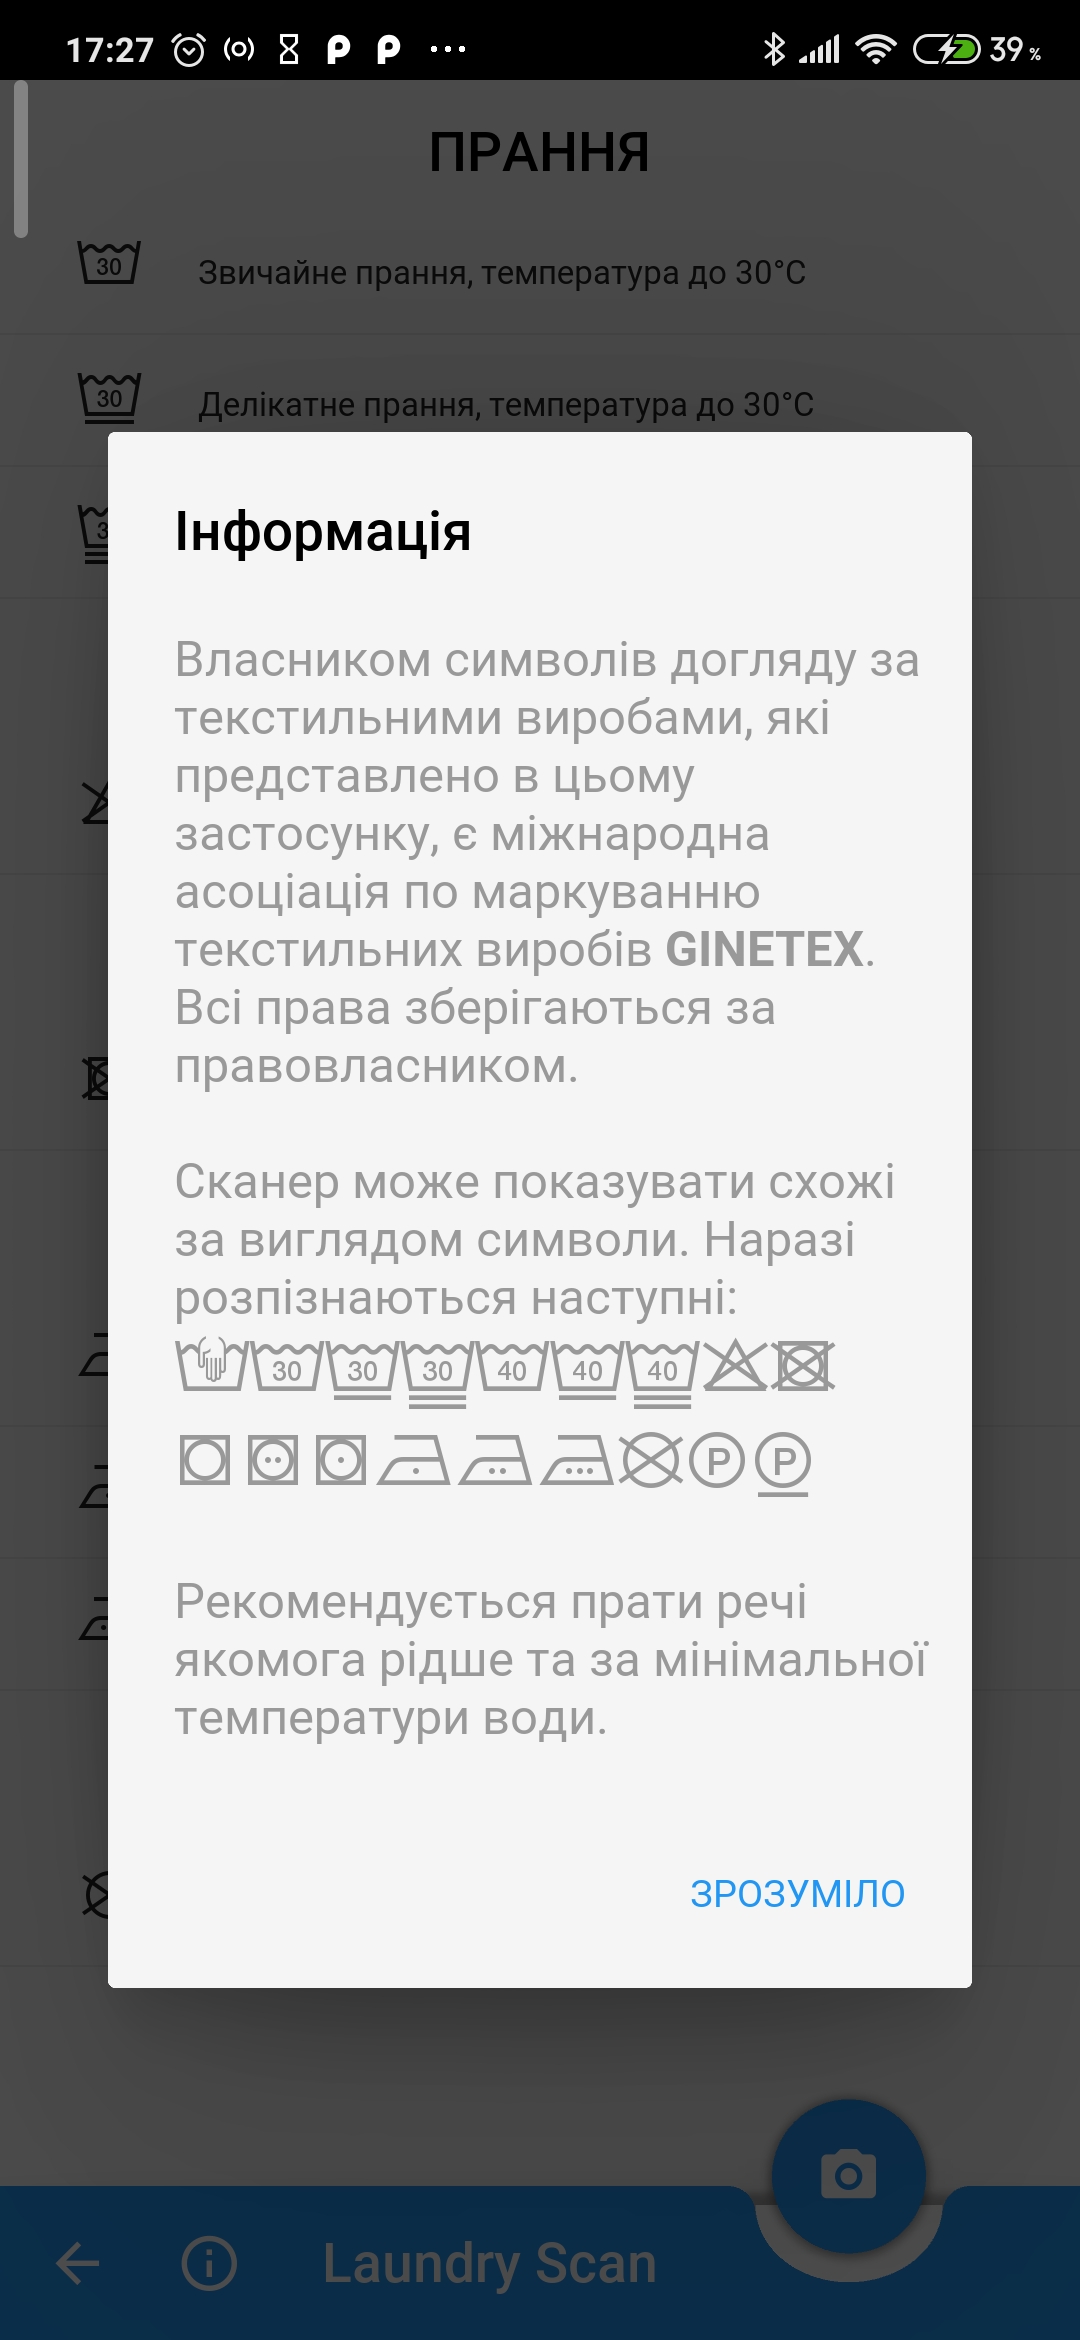 17:27
39 %
ПРАННЯ
30
Звичайне прання, температура до 30°C
30
Делікатне прання, температура до 30°C
Інформація
Власником символів догляду за
текстильними виробами, які
представлено в цьому
застосунку, є міжнародна
асоціація по маркуванню
текстильних виробів GINETEX.
Всі права зберігаються за
правовласником.
Сканер може показувати схожі
за виглядом символи. Наразі
розпізнаються наступні:
30 30 30 40 40 40
P P
Рекомендується прати речі
якомога рідше та за мінімальної
температури води.
ЗРОЗУМІЛО
Laundry Scan